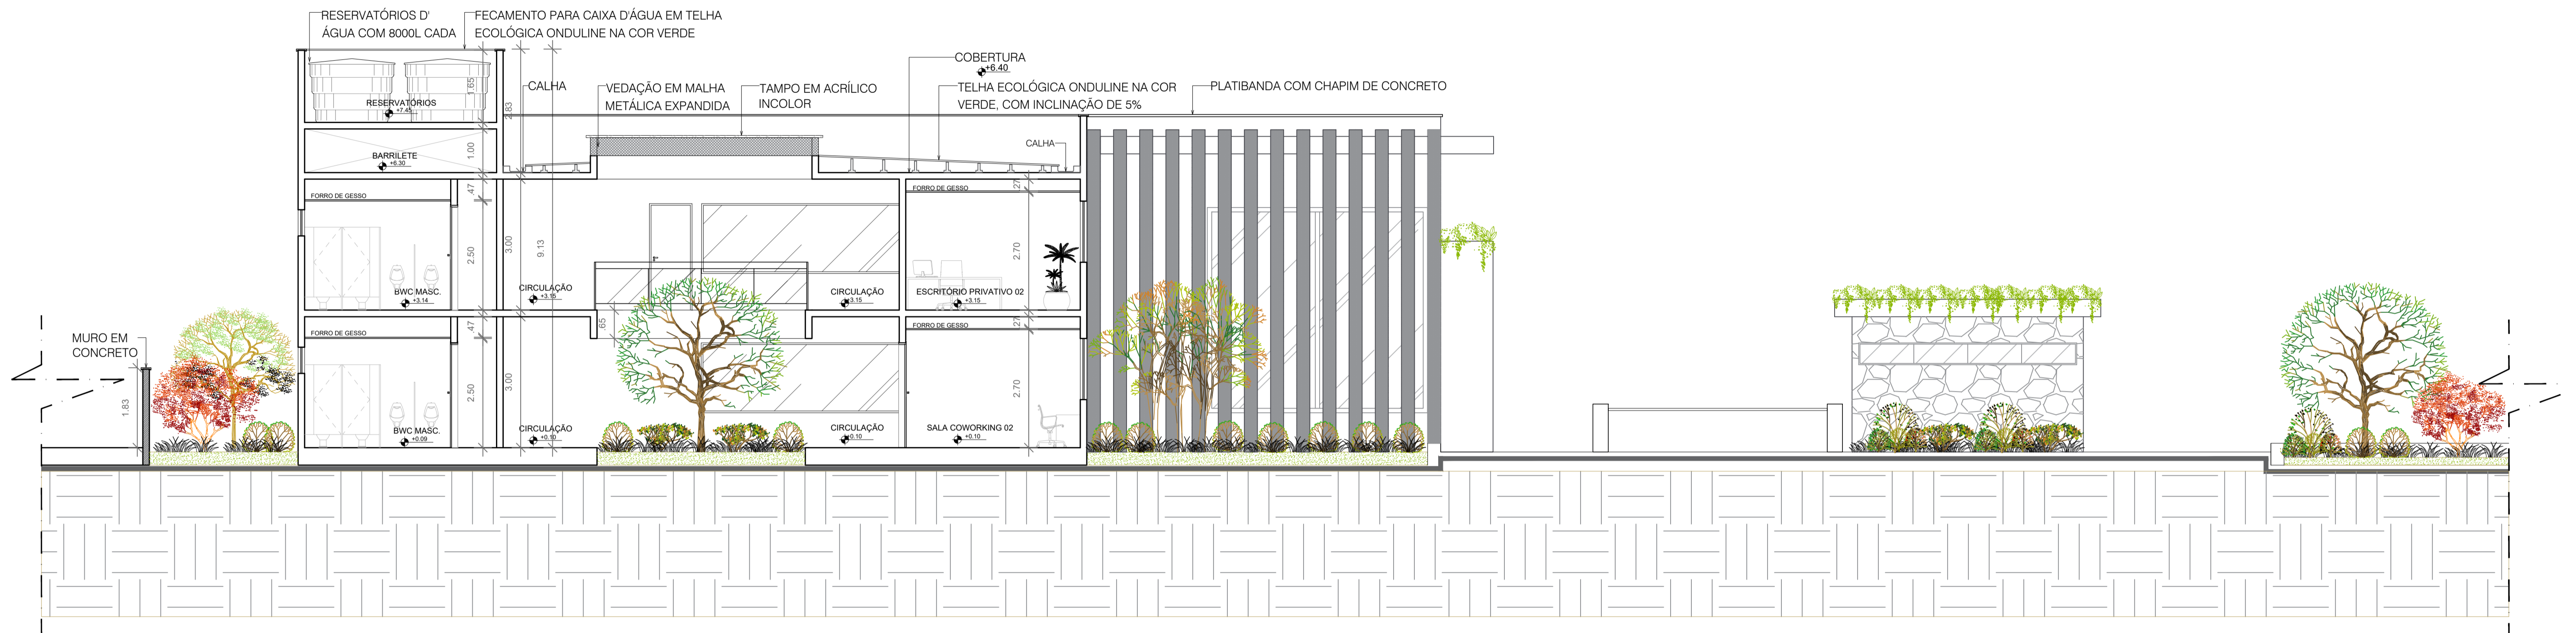 RESERVATÓRIOS D'
ÁGUA COM 8000L CADA
FECAMENTO PARA CAIXA D'ÁGUA EM TELHA
ECOLÓGICA ONDULINE NA COR VERDE
CALHA
VEDAÇÃO EM MALHA
METÁLICA EXPANDIDA
TAMPO EM ACRÍLICO
INCOLOR
COBERTURA
+6.40
TELHA ECOLÓGICA ONDULINE NA COR
VERDE, COM INCLINAÇÃO DE 5%
PLATIBANDA COM CHAPIM DE CONCRETO
RESERVATÓRIOS
+7.45
1.65
2.83
BARRILETE
+6.30
1.00
CALHA
FORRO DE GESSO
.47
FORRO DE GESSO
.27
2.50
3.00
9.13
2.70
BWC MASC.
+3.14
CIRCULAÇÃO
+3.15
CIRCULAÇÃO
+3.15
ESCRITÓRIO PRIVATIVO 02
+3.15
FORRO DE GESSO
.47
.65
FORRO DE GESSO
.27
MURO EM
CONCRETO
1.83
2.50
3.00
2.70
BWC MASC.
+0.09
CIRCULAÇÃO
+0.10
CIRCULAÇÃO
+0.10
SALA COWORKING 02
+0.10